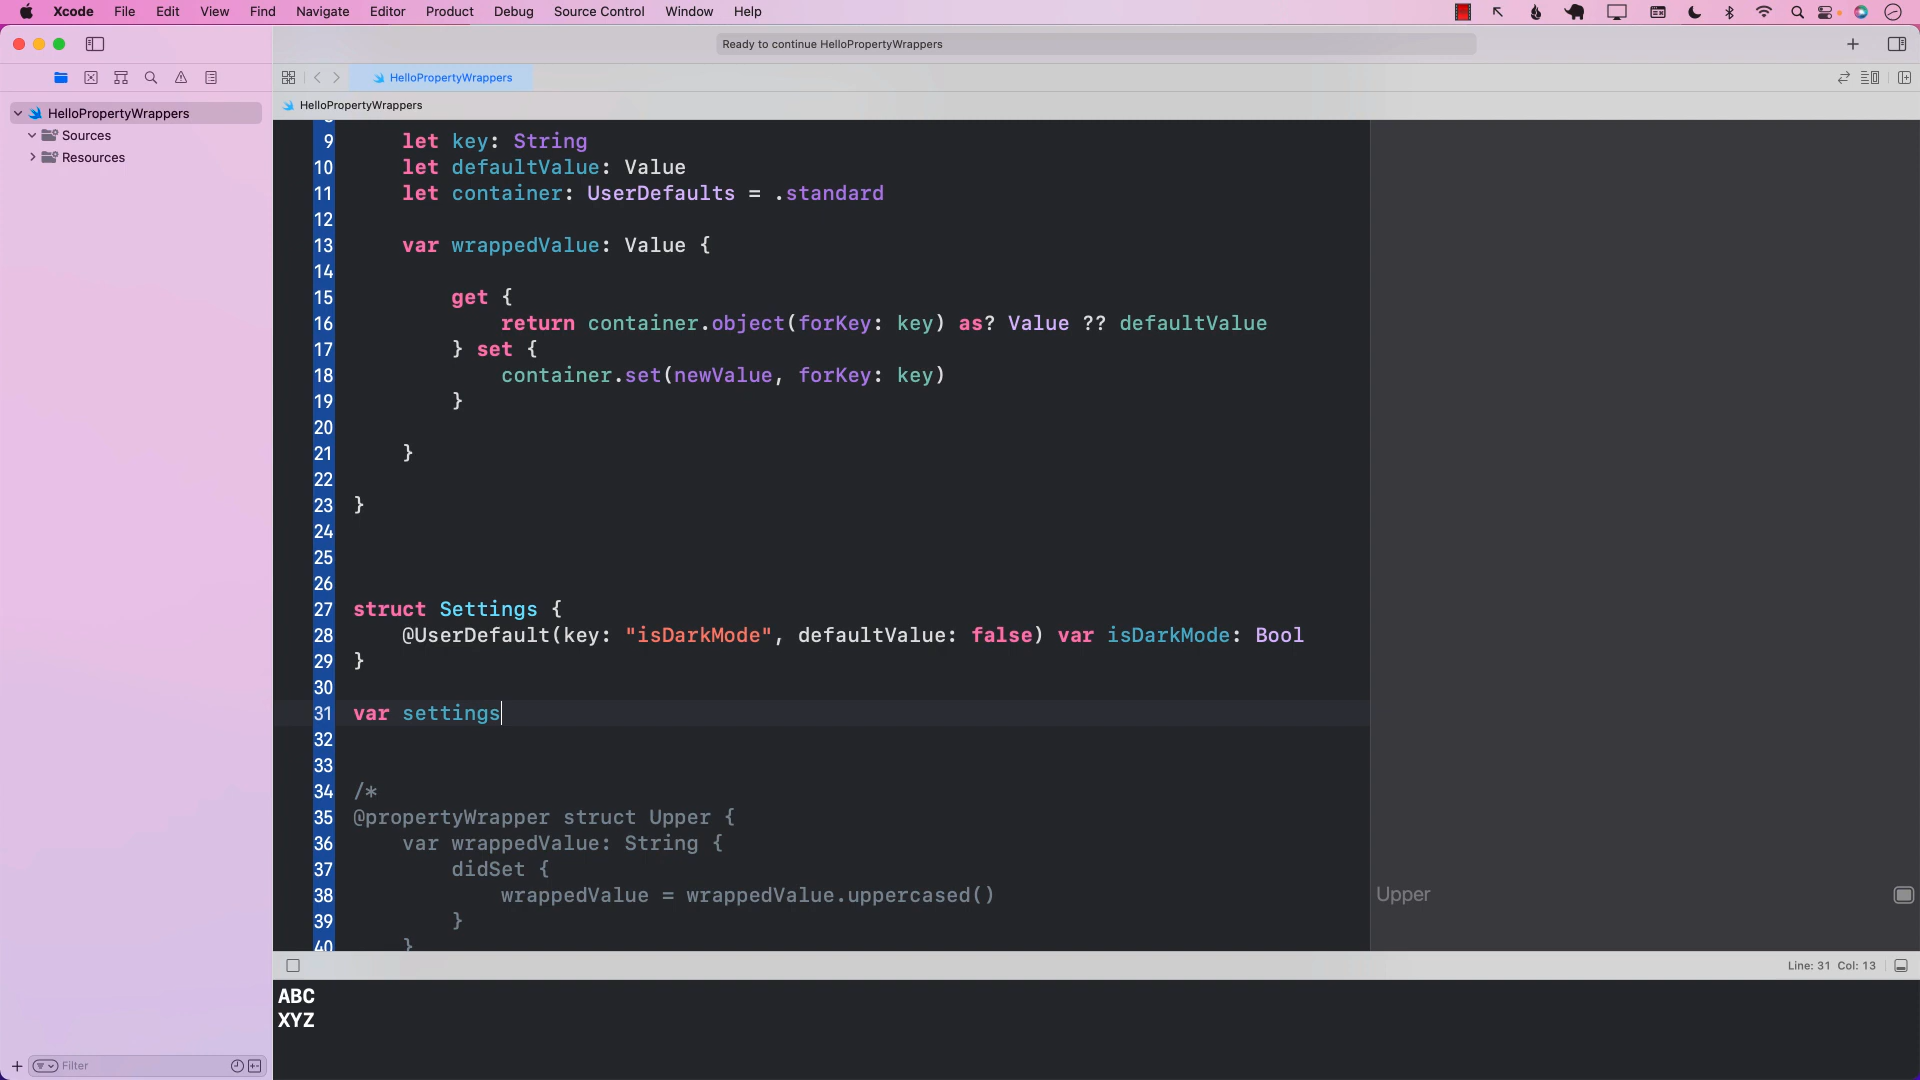 Xcode File Edit View Find Navigate Editor Product Debug Source Control Window Help
Ready to continue HelloPropertyWrappers
HelloPropertyWrappers
HelloPropertyWrappers
HelloPropertyWrappers
Sources
Resources
9 let key: String
10 let defaultValue: Value
11 let container: UserDefaults = .standard
12
13 var wrappedValue: Value {
14
15 get {
16 return container.object(forKey: key) as? Value ?? defaultValue
17 } set {
18 container.set(newValue, forKey: key)
19 }
20
21 }
22
23 }
24
25
26
27 struct Settings {
28 @UserDefault(key: "isDarkMode", defaultValue: false) var isDarkMode: Bool
29 }
30
31 var settings
32
33
34 /*
35 @propertyWrapper struct Upper {
36 var wrappedValue: String {
37 didSet {
38 wrappedValue = wrappedValue.uppercased()
39 }
40 }
Upper
Line: 31 Col: 13
ABC
XYZ
Filter